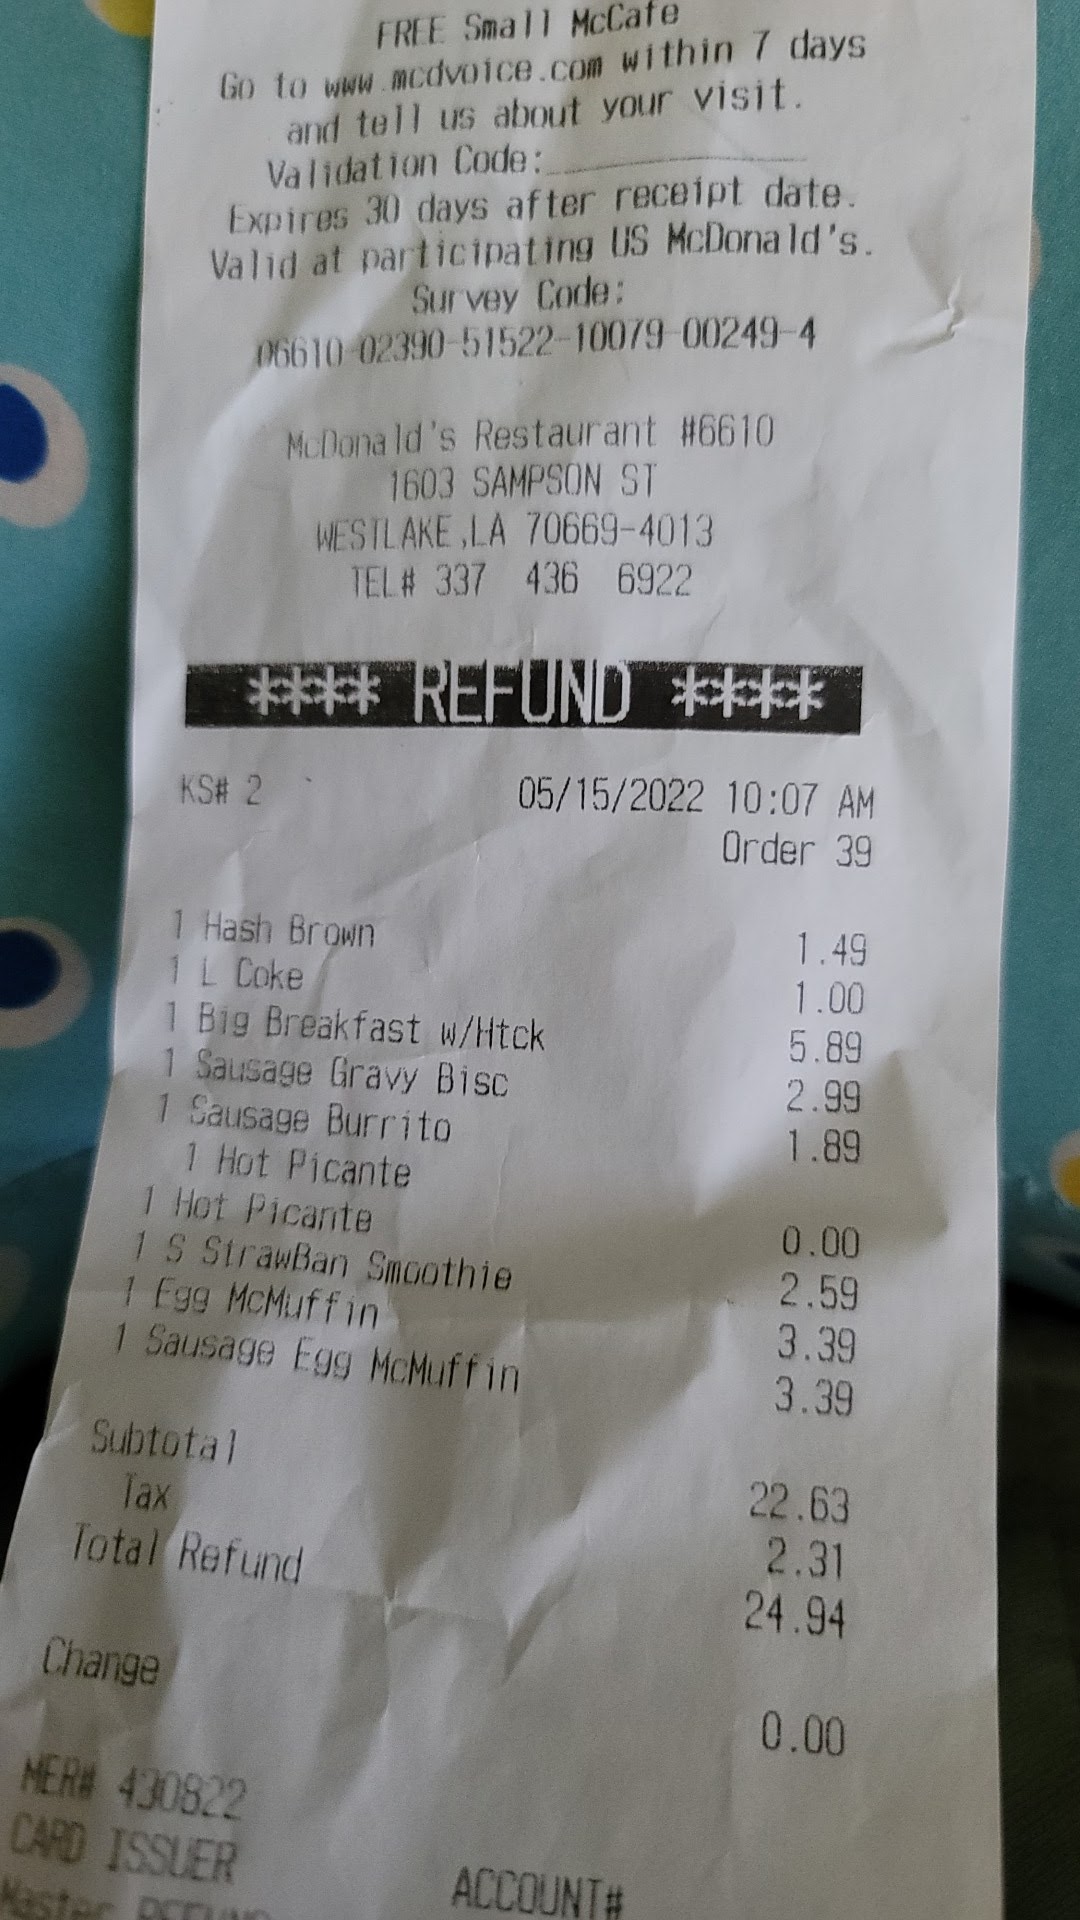 FREE Small McCafe
Go to www.mcdvoice.com within 7 days
and tell us about your visit.
Validation Code:
Expires 30 days after receipt date.
Valid at participating US McDonald's.
Survey Code:
06610-02390-51522-10079-00249-4
McDonald's Restaurant #6610
1603 SAMPSON ST
WESTLAKE,LA 70669-4013
TEL# 337 436 6922
**** REFUND ****
KS# 2 05/15/2022 10:07 AM
Order 39
1 Hash Brown 1.49
1 L Coke 1.00
1 Big Breakfast w/Htck 5.89
1 Sausage Gravy Bisc 2.99
1 Sausage Burrito 1.89
1 Hot Picante
1 Hot Picante 0.00
1 S StrawBan Smoothie 2.59
1 Egg McMuffin 3.39
1 Sausage Egg McMuffin 3.39
Subtotal 22.63
Tax 2.31
Total Refund 24.94
Change 0.00
MER# 430822
CARD ISSUER ACCOUNT#
Master REFUND